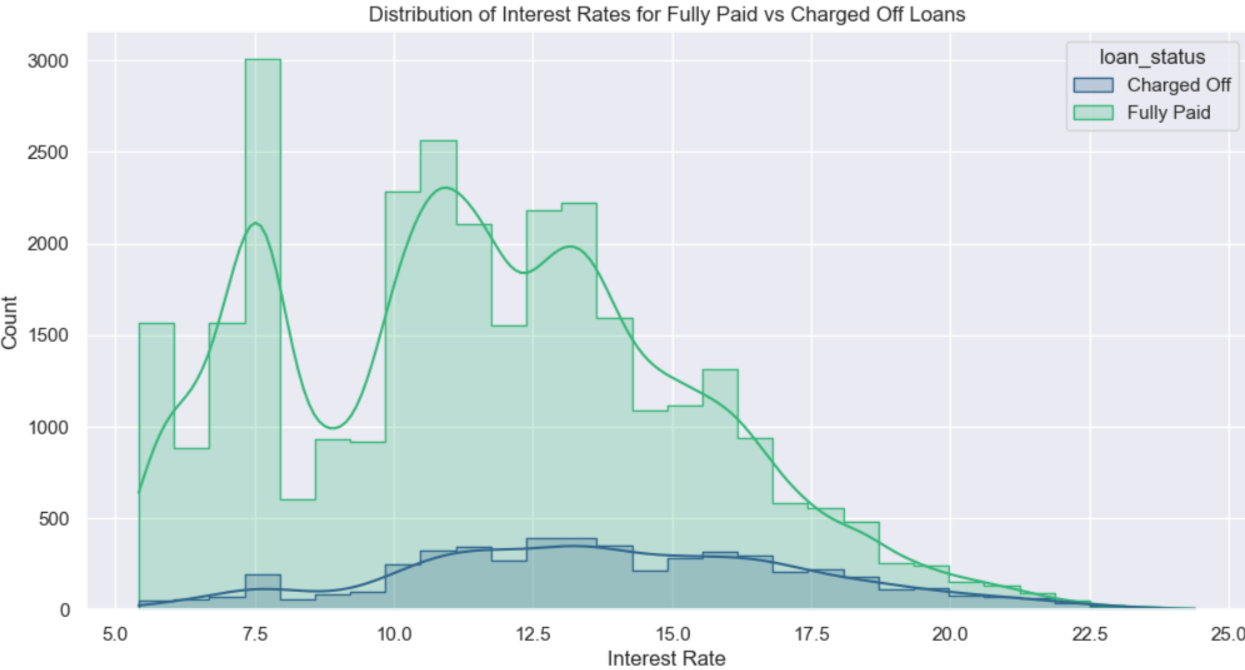 Distribution of Interest Rates for Fully Paid vs Charged Off Loans
loan_status
Charged Off
Fully Paid
3000
2500
2000
1500
1000
500
0
Count
5.0 7.5 10.0 12.5 15.0 17.5 20.0 22.5 25.0
Interest Rate